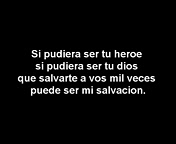 Si pudiera ser tu heroe
si pudiera ser tu dios
que salvarte a vos mil veces
puede ser mi salvacion.